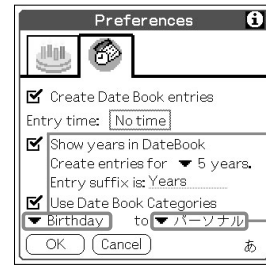 Preferences
Create Date Book entries
Entry time: No time
Show years in DateBook
Create entries for 5 years.
Entry suffix is: Years
Use Date Book Categories
Birthday to パーソナル
OK Cancel あ